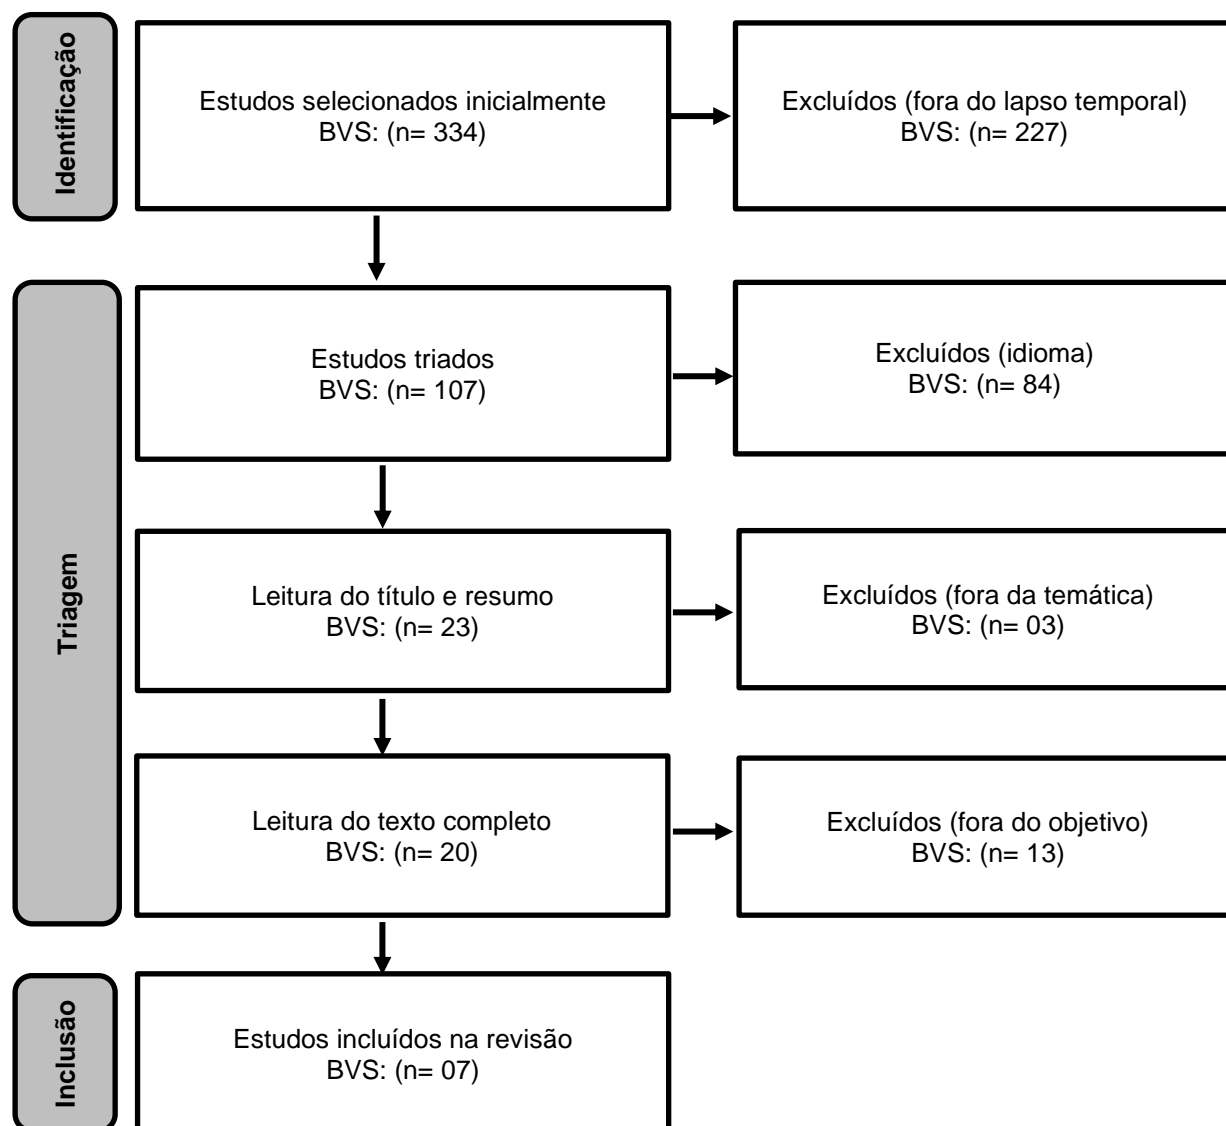 Identificação
Estudos selecionados inicialmente
BVS: (n= 334)
Excluídos (fora do lapso temporal)
BVS: (n= 227)
Triagem
Estudos triados
BVS: (n= 107)
Excluídos (idioma)
BVS: (n= 84)
Leitura do título e resumo
BVS: (n= 23)
Excluídos (fora da temática)
BVS: (n= 03)
Leitura do texto completo
BVS: (n= 20)
Excluídos (fora do objetivo)
BVS: (n= 13)
Inclusão
Estudos incluídos na revisão
BVS: (n= 07)